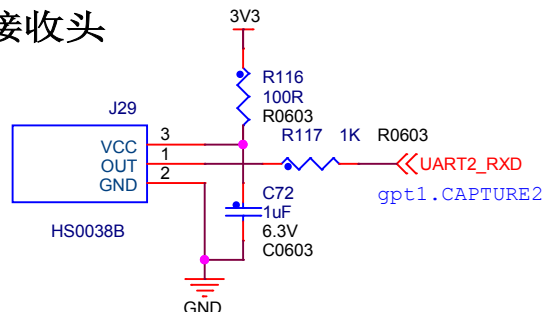 接收头
3V3
R116
100R
R0603
J29
R117 1K R0603
VCC 3
OUT 1
GND 2
UART2_RXD
gpt1.CAPTURE2
C72
1uF
6.3V
C0603
HS0038B
GND